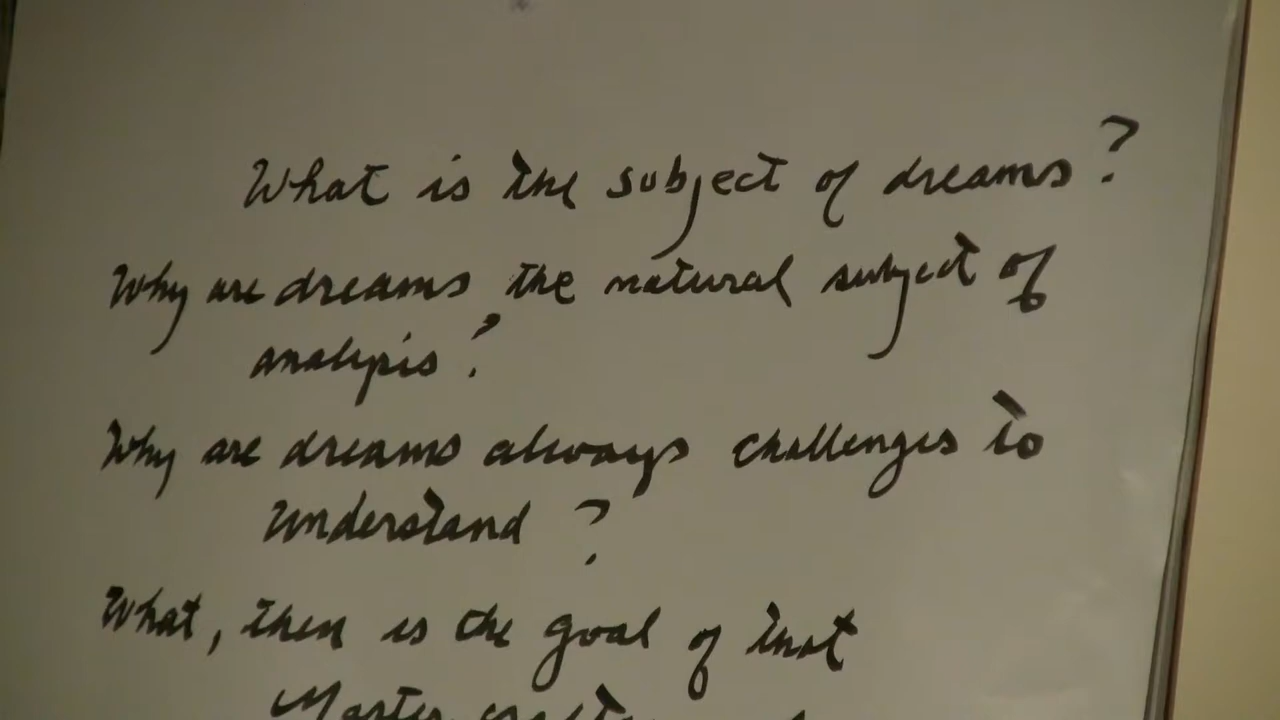 What is the subject of dreams?
Why are dreams the natural subject of
analysis?
Why are dreams always challenges to
understand?
What, then is the goal of that
Master